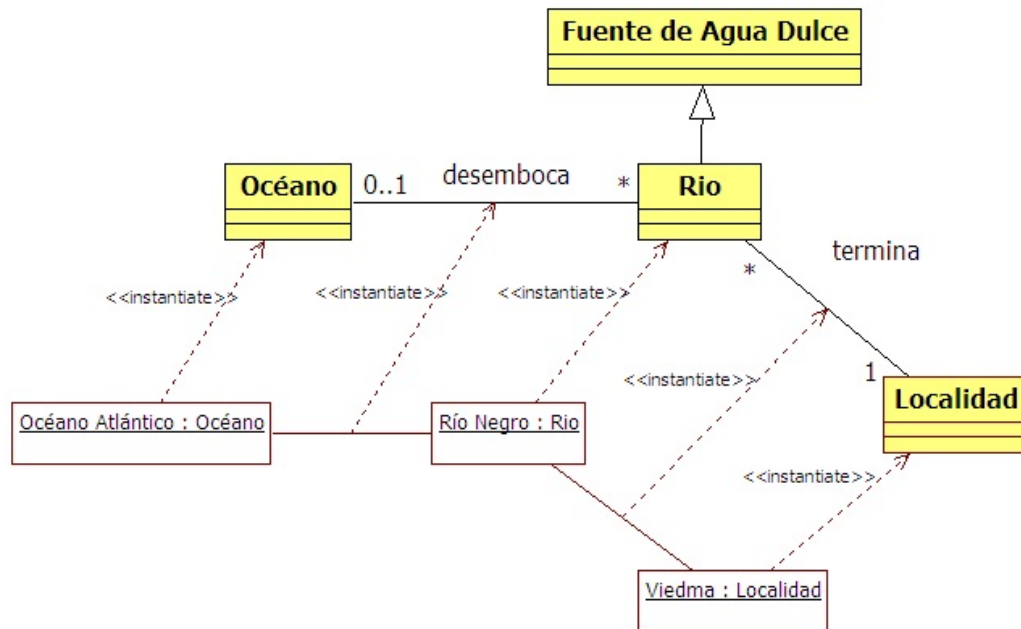 Fuente de Agua Dulce
Océano
0..1
desemboca
*
Rio
termina
*
<<instantiate>>
<<instantiate>>
<<instantiate>>
<<instantiate>>
1
Localidad
Océano Atlántico : Océano
Río Negro : Rio
<<instantiate>>
Viedma : Localidad